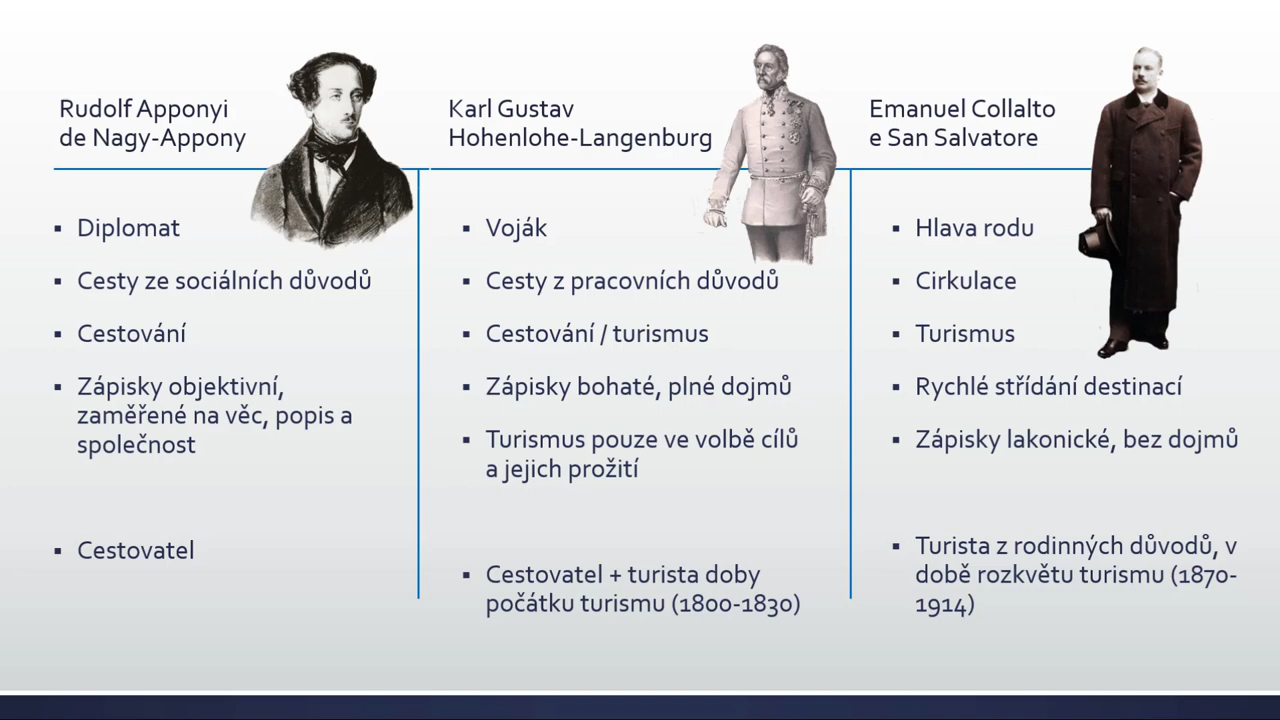 Rudolf Apponyi
de Nagy-Appony
▪ Diplomat
▪ Cesty ze sociálních důvodů
▪ Cestování
▪ Zápisky objektivní,
zaměřené na věc, popis a
společnost
▪ Cestovatel
Karl Gustav
Hohenlohe-Langenburg
▪ Voják
▪ Cesty z pracovních důvodů
▪ Cestování / turismus
▪ Zápisky bohaté, plné dojmů
▪ Turismus pouze ve volbě cílů
a jejich prožití
▪ Cestovatel + turista doby
počátku turismu (1800-1830)
Emanuel Collalto
e San Salvatore
▪ Hlava rodu
▪ Cirkulace
▪ Turismus
▪ Rychlé střídání destinací
▪ Zápisky lakonické, bez dojmů
▪ Turista z rodinných důvodů, v
době rozkvětu turismu (1870-
1914)